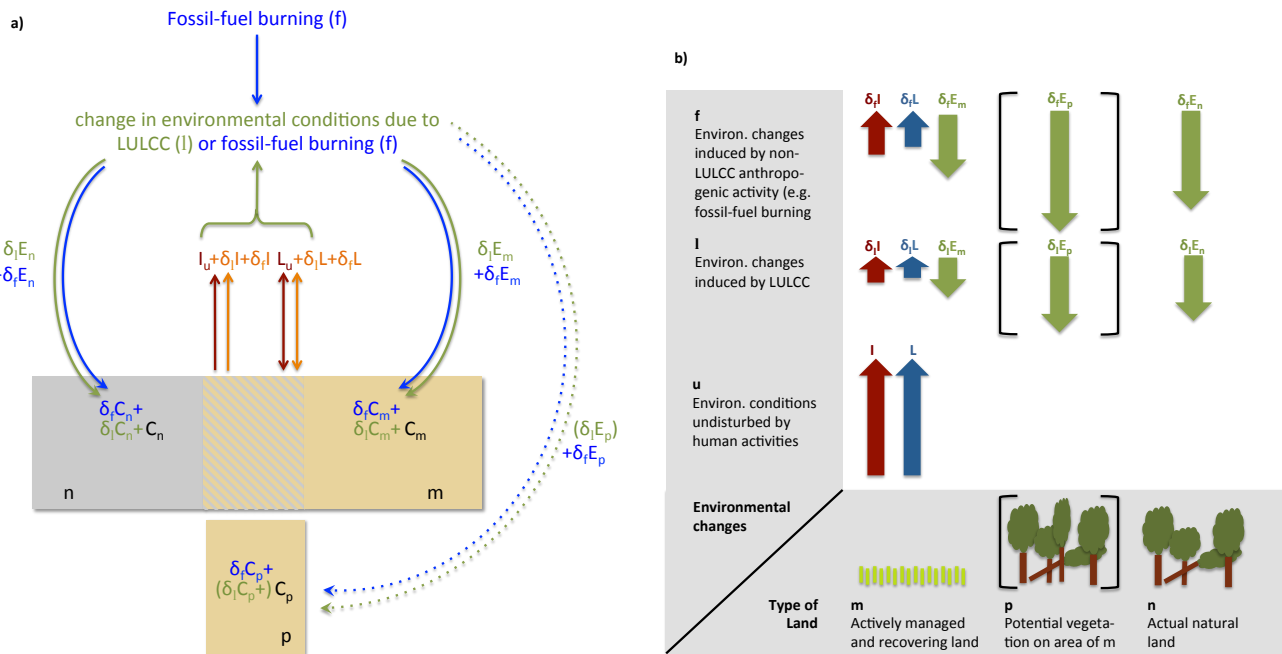 a)
Fossil-fuel burning (f)
change in environmental conditions due to
LULCC (l) or fossil-fuel burning (f)
δlEn
+δfEn
Iu+δlI+δfI Lu+δlL+δfL
δlEm
+δfEm
δfCn+
δlCn+ Cn
n
δfCm+
δlCm+ Cm
m
(δlEp)
+δfEp
δfCp+
(δlCp+) Cp
p
b)
f
Environ. changes
induced by non-
LULCC anthropo-
genic activity (e.g.
fossil-fuel burning
δfI δfL δfEm δfEp δfEn
l
Environ. changes
induced by LULCC
δlI δlL δlEm δlEp δlEn
u
Environ. conditions
undisturbed by
human activities
I L
Environmental
changes
Type of
Land
m
Actively managed
and recovering land
p
Potential vegeta-
tion on area of m
n
Actual natural
land